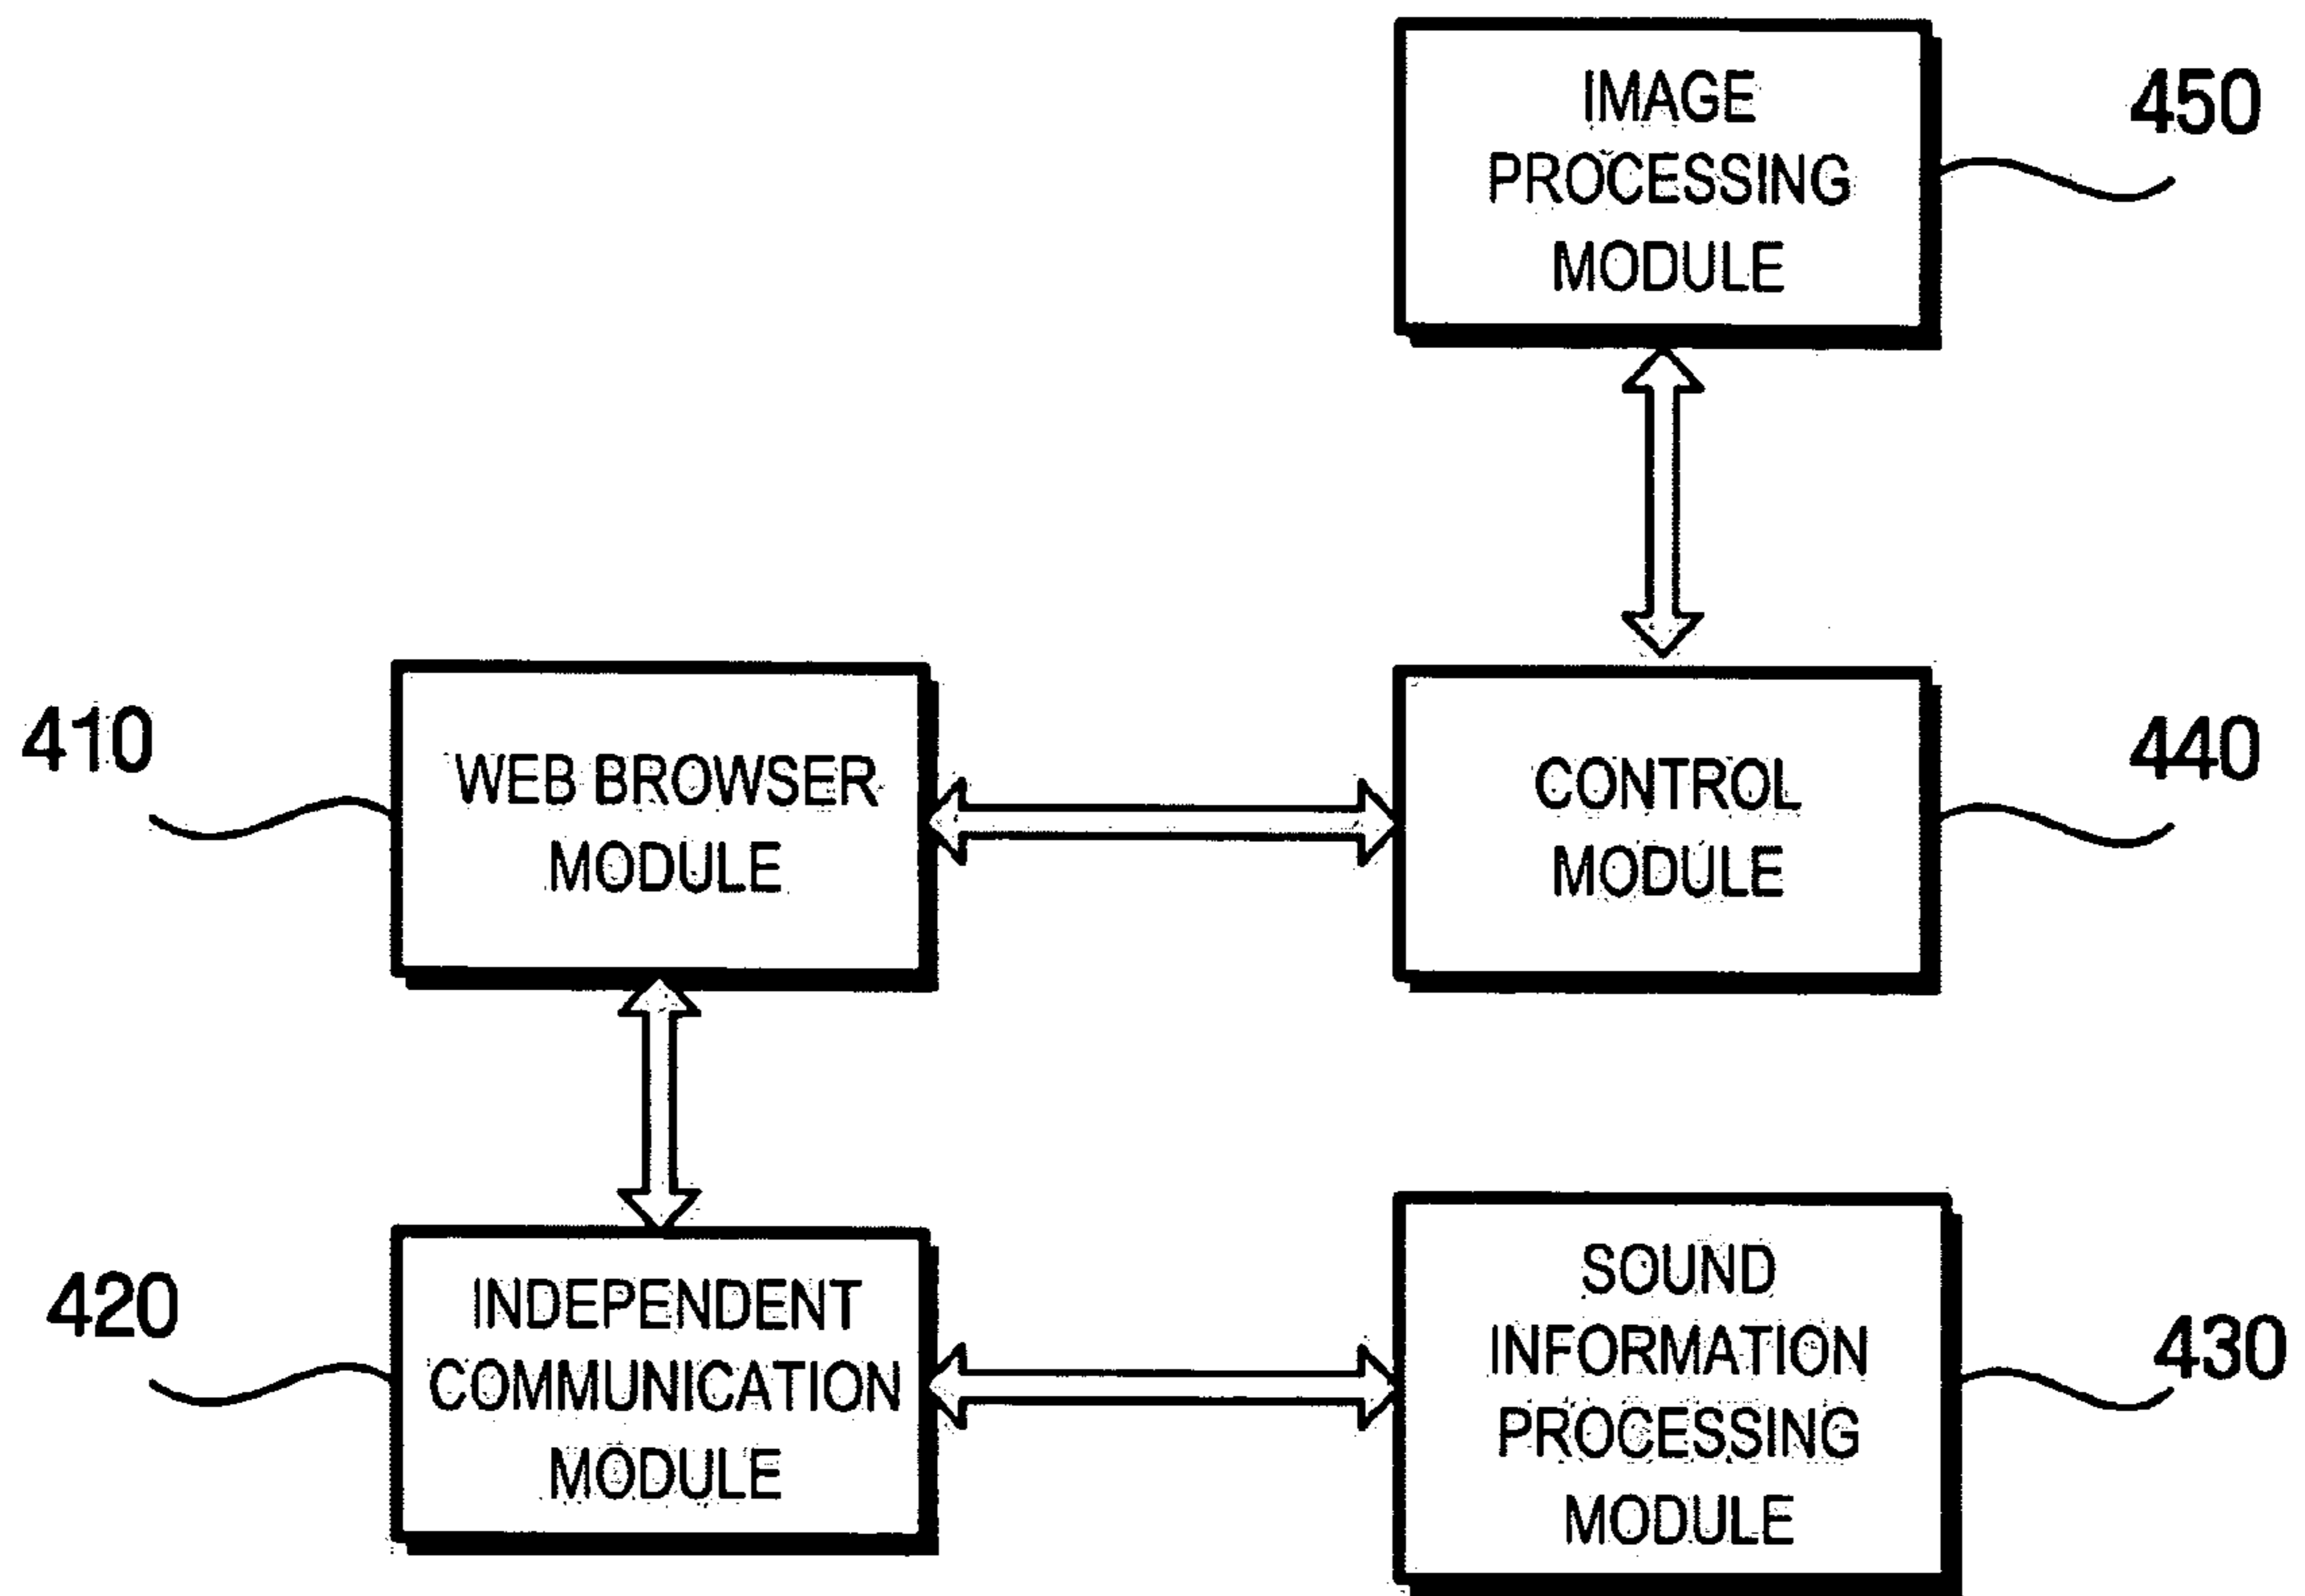 IMAGE
PROCESSING
MODULE
450
410
WEB BROWSER
MODULE
CONTROL
MODULE
440
420
INDEPENDENT
COMMUNICATION
MODULE
SOUND
INFORMATION
PROCESSING
MODULE
430